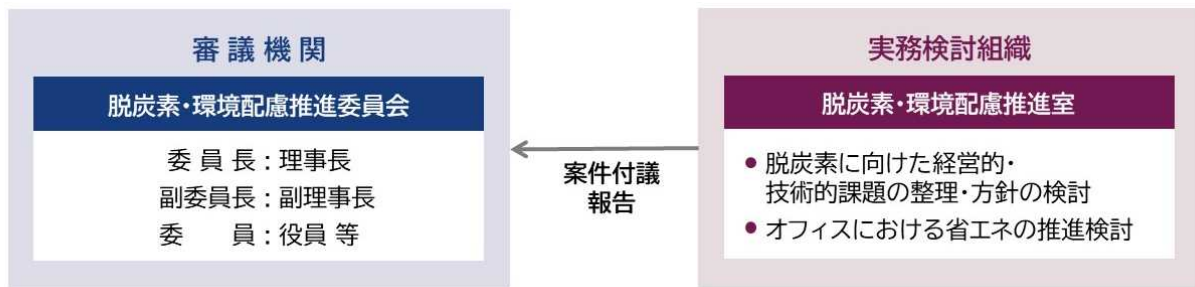 審議機関
脱炭素・環境配慮推進委員会
委員長：理事長
副委員長：副理事長
委　員：役員 等
案件付議
報告
実務検討組織
脱炭素・環境配慮推進室
● 脱炭素に向けた経営的・
技術的課題の整理・方針の検討
● オフィスにおける省エネの推進検討